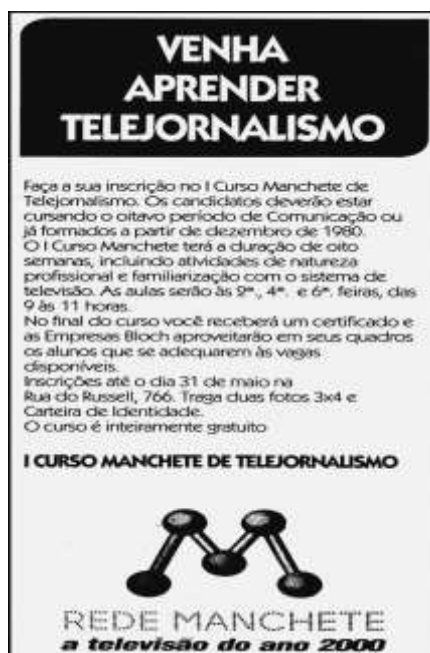 VENHA
APRENDER
TELEJORNALISMO
Faça a sua inscrição no I Curso Manchete de
Telejornalismo. Os candidatos deverão estar
cursando o oitavo período de Comunicação ou
já formados a partir de dezembro de 1980.
O I Curso Manchete terá a duração de oito
semanas, incluindo atividades de natureza
profissional e familiarização com o sistema de
televisão. As aulas serão às 2ªs., 4ªs. e 6ªs. feiras, das
9 às 11 horas.
No final do curso você receberá um certificado e
as Empresas Bloch aproveitarão em seus quadros
os alunos que se adequarem às vagas
disponíveis.
Inscrições até o dia 31 de maio na
Rua do Russell, 766. Traga duas fotos 3x4 e
Carteira de Identidade.
O curso é inteiramente gratuito
I CURSO MANCHETE DE TELEJORNALISMO
REDE MANCHETE
a televisão do ano 2000